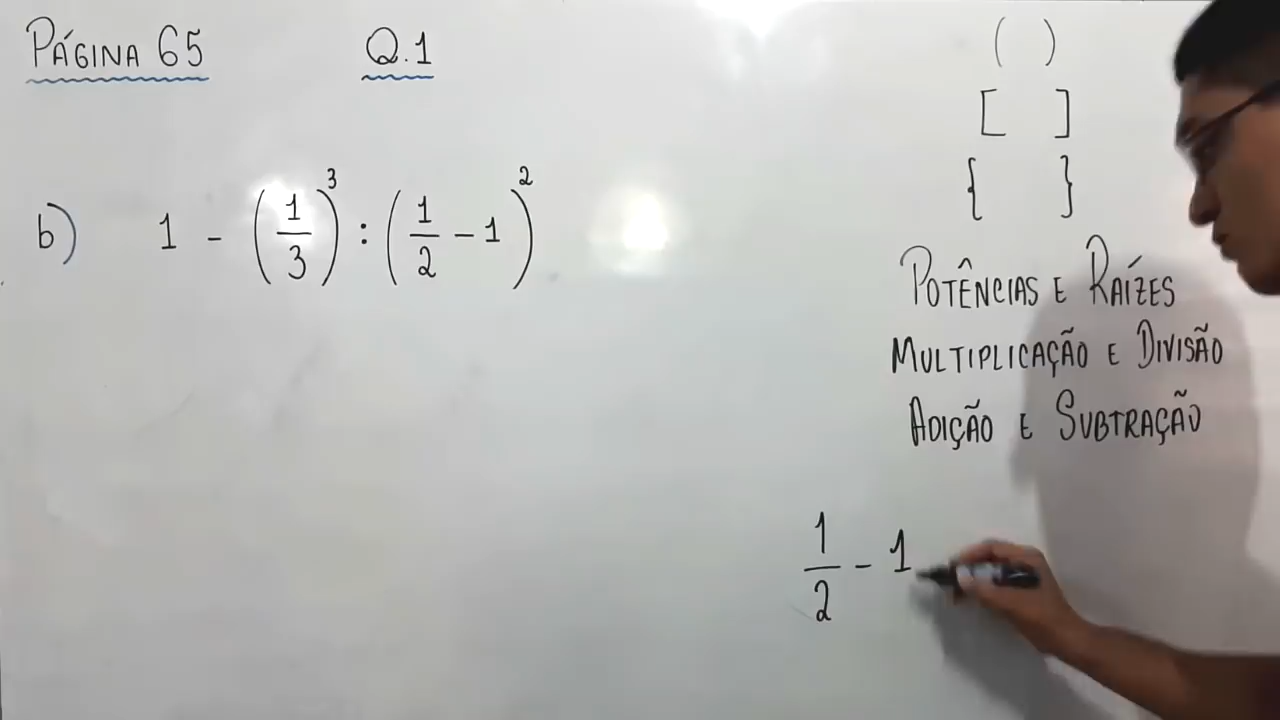 PÁGINA 65 Q.1
b) 1 - (1/3)³ : (1/2 - 1)²
( )
[ ]
{ }
POTÊNCIAS E RAÍZES
MULTIPLICAÇÃO E DIVISÃO
ADIÇÃO E SUBTRAÇÃO
1/2 - 1